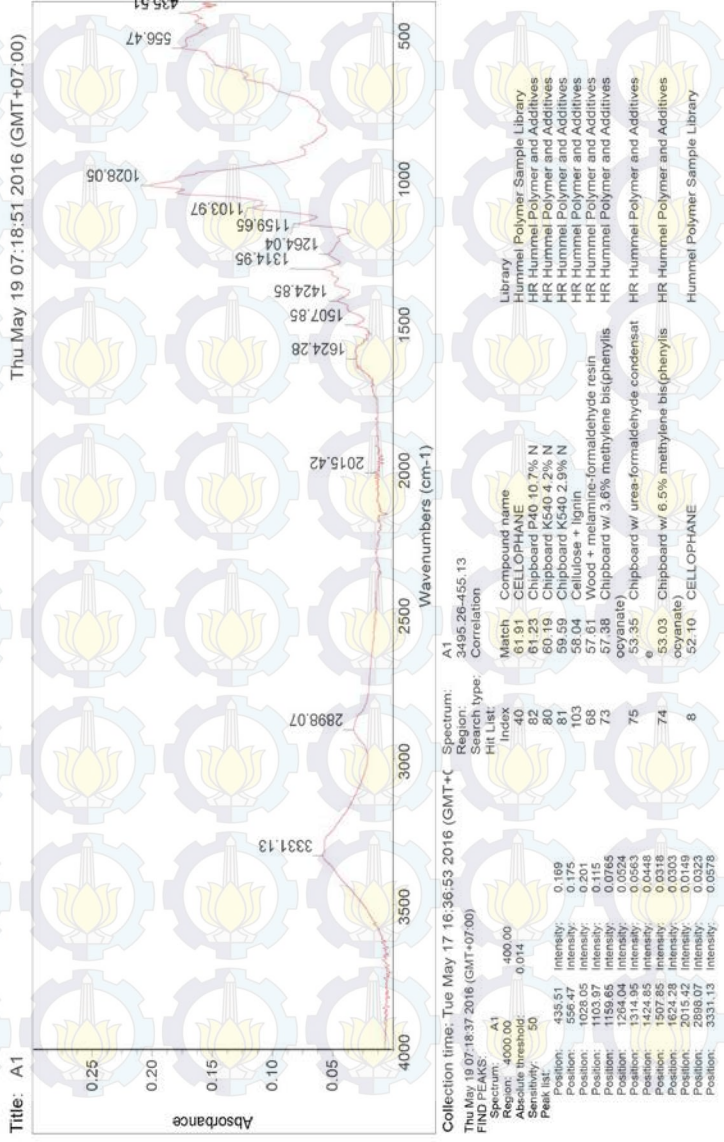 Title: A1
Thu May 19 07:18:51 2016 (GMT+07:00)
Absorbance
0.25
0.20
0.15
0.10
0.05
3331.13
2898.07
2015.42
1624.28
1507.85
1424.85
1314.95
1264.04
1159.65
1103.97
1028.05
556.47
435.51
4000
3500
3000
2500
2000
1500
1000
500
Wavenumbers (cm-1)
Collection time: Tue May 17 16:36:53 2016 (GMT+
Thu May 19 07:18:37 2016 (GMT+07:00)
FIND PEAKS:
Spectrum: A1
Region: 4000.00 400.00
Absolute threshold: 0.014
Sensitivity: 50
Peak list:
Position: 435.51 Intensity: 0.169
Position: 556.47 Intensity: 0.175
Position: 1028.05 Intensity: 0.201
Position: 1103.97 Intensity: 0.115
Position: 1159.65 Intensity: 0.0765
Position: 1264.04 Intensity: 0.0524
Position: 1314.95 Intensity: 0.0563
Position: 1424.85 Intensity: 0.0448
Position: 1507.85 Intensity: 0.0318
Position: 1624.28 Intensity: 0.0303
Position: 2015.42 Intensity: 0.0149
Position: 2898.07 Intensity: 0.0323
Position: 3331.13 Intensity: 0.0578
Spectrum: A1
Region: 3495.26-455.13
Search type: Correlation
Hit List:
Index Match Compound name Library
40 61.91 CELLOPHANE Hummel Polymer Sample Library
82 61.23 Chipboard P40 10.7% N HR Hummel Polymer and Additives
80 60.19 Chipboard K540 4.2% N HR Hummel Polymer and Additives
81 59.59 Chipboard K540 2.9% N HR Hummel Polymer and Additives
103 58.04 Cellulose + lignin HR Hummel Polymer and Additives
68 57.61 Wood + melamine-formaldehyde resin HR Hummel Polymer and Additives
73 57.38 Chipboard w/ 3.6% methylene bis(phenylis HR Hummel Polymer and Additives
ocyanate)
75 53.35 Chipboard w/ urea-formaldehyde condensat HR Hummel Polymer and Additives
e
74 53.03 Chipboard w/ 6.5% methylene bis(phenylis HR Hummel Polymer and Additives
ocyanate)
8 52.10 CELLOPHANE Hummel Polymer Sample Library